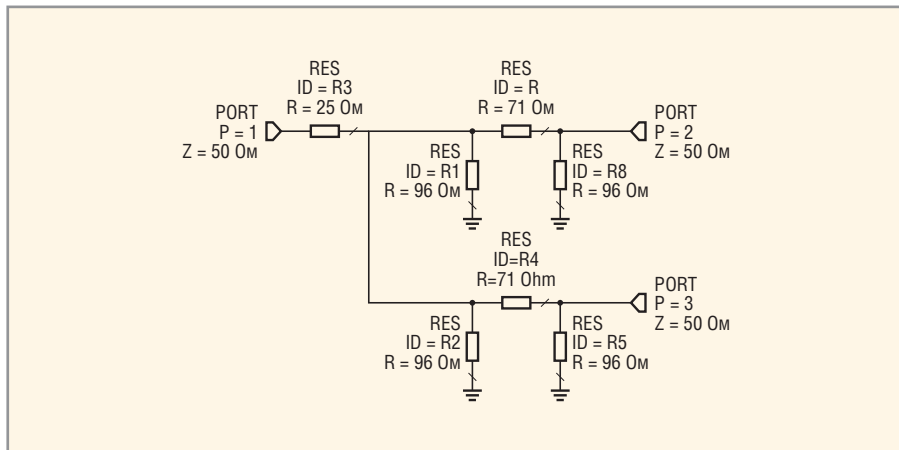 RES
ID = R3
R = 25 Ом
RES
ID = R
R = 71 Ом
PORT
P = 1
Z = 50 Ом
PORT
P = 2
Z = 50 Ом
RES
ID = R1
R = 96 Ом
RES
ID = R8
R = 96 Ом
RES
ID=R4
R=71 Ohm
PORT
P = 3
Z = 50 Ом
RES
ID = R2
R = 96 Ом
RES
ID = R5
R = 96 Ом